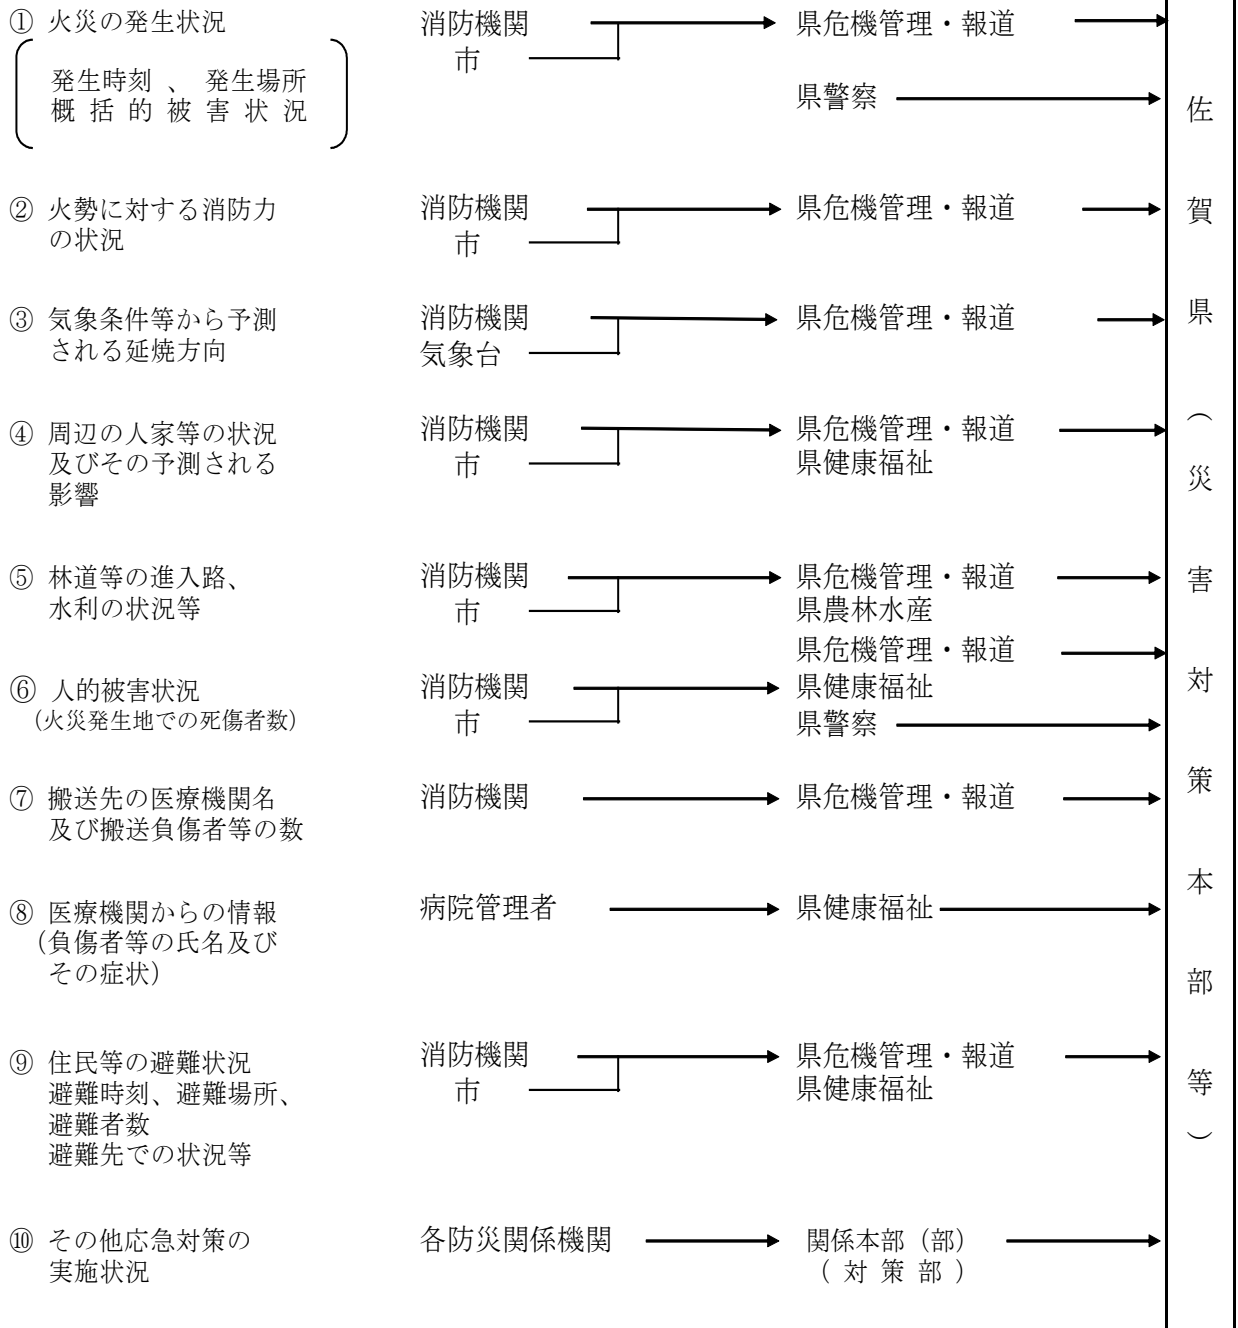 ① 火災の発生状況
発生時刻 、 発生場所
概 括 的 被 害 状 況
消防機関
市
県危機管理・報道
県警察
② 火勢に対する消防力
の状況
消防機関
市
県危機管理・報道
③ 気象条件等から予測
される延焼方向
消防機関
気象台
県危機管理・報道
④ 周辺の人家等の状況
及びその予測される
影響
消防機関
市
県危機管理・報道
県健康福祉
⑤ 林道等の進入路、
水利の状況等
消防機関
市
県危機管理・報道
県農林水産
⑥ 人的被害状況
(火災発生地での死傷者数)
消防機関
市
県危機管理・報道
県健康福祉
県警察
⑦ 搬送先の医療機関名
及び搬送負傷者等の数
消防機関
県危機管理・報道
⑧ 医療機関からの情報
(負傷者等の氏名及び
その症状)
病院管理者
県健康福祉
⑨ 住民等の避難状況
避難時刻、避難場所、
避難者数
避難先での状況等
消防機関
市
県危機管理・報道
県健康福祉
⑩ その他応急対策の
実施状況
各防災関係機関
関係本部（部）
（ 対 策 部 ）
佐賀県（災害対策本部等）